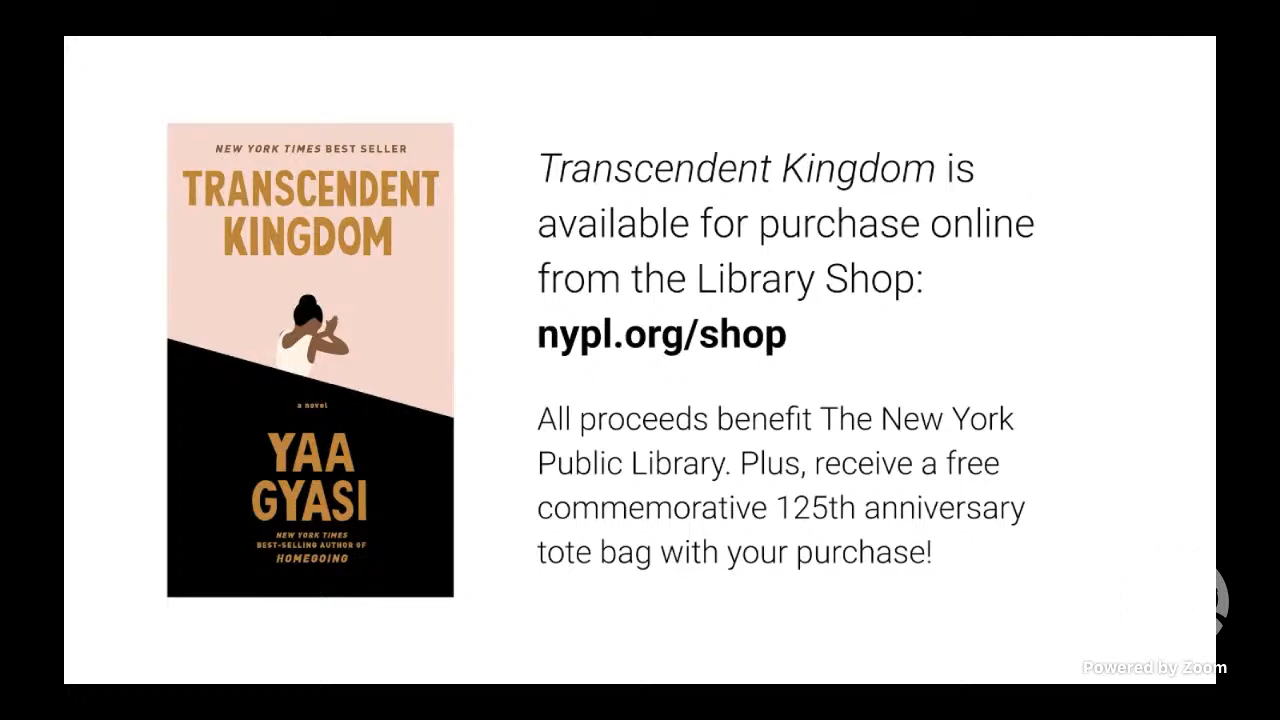 NEW YORK TIMES BEST SELLER
TRANSCENDENT
KINGDOM
a novel
YAA
GYASI
NEW YORK TIMES
BEST-SELLING AUTHOR OF
HOMEGOING
Transcendent Kingdom is
available for purchase online
from the Library Shop:
nypl.org/shop
All proceeds benefit The New York
Public Library. Plus, receive a free
commemorative 125th anniversary
tote bag with your purchase!
Powered by Zoom